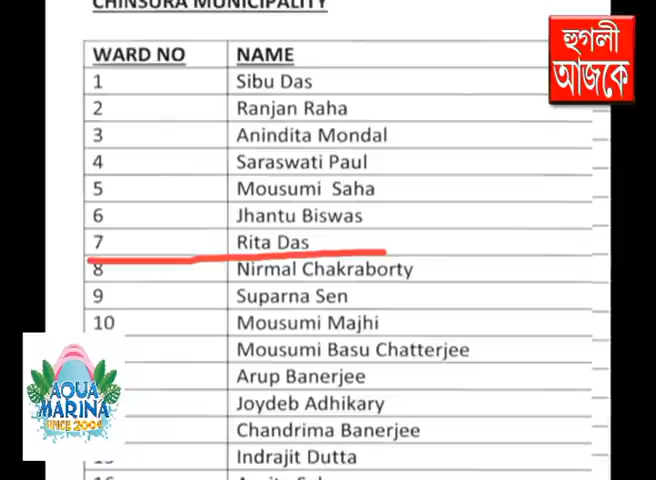 CHINSURA MUNICIPALITY
WARD NO NAME
1 Sibu Das
2 Ranjan Raha
3 Anindita Mondal
4 Saraswati Paul
5 Mousumi Saha
6 Jhantu Biswas
7 Rita Das
8 Nirmal Chakraborty
9 Suparna Sen
10 Mousumi Majhi
Mousumi Basu Chatterjee
Arup Banerjee
Joydeb Adhikary
Chandrima Banerjee
Indrajit Dutta
হুগলী
আজকে
AQUA
MARINA
SINCE 2004